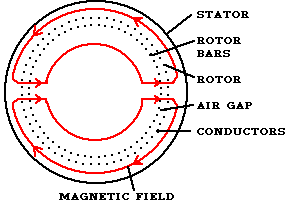 STATOR
ROTOR
BARS
ROTOR
AIR GAP
CONDUCTORS
MAGNETIC FIELD